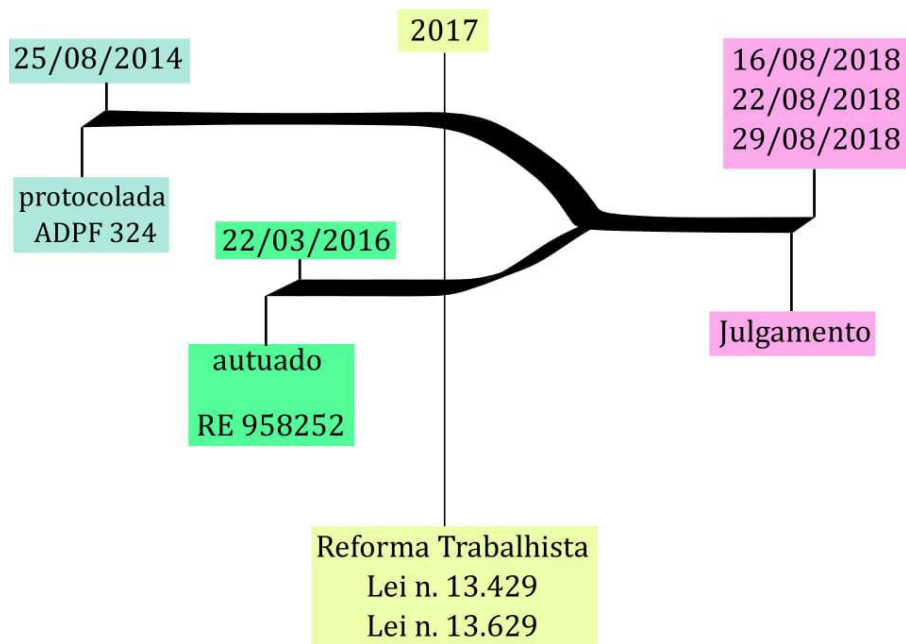 25/08/2014
2017
16/08/2018
22/08/2018
29/08/2018
protocolada
ADPF 324
22/03/2016
Julgamento
autuado
RE 958252
Reforma Trabalhista
Lei n. 13.429
Lei n. 13.629